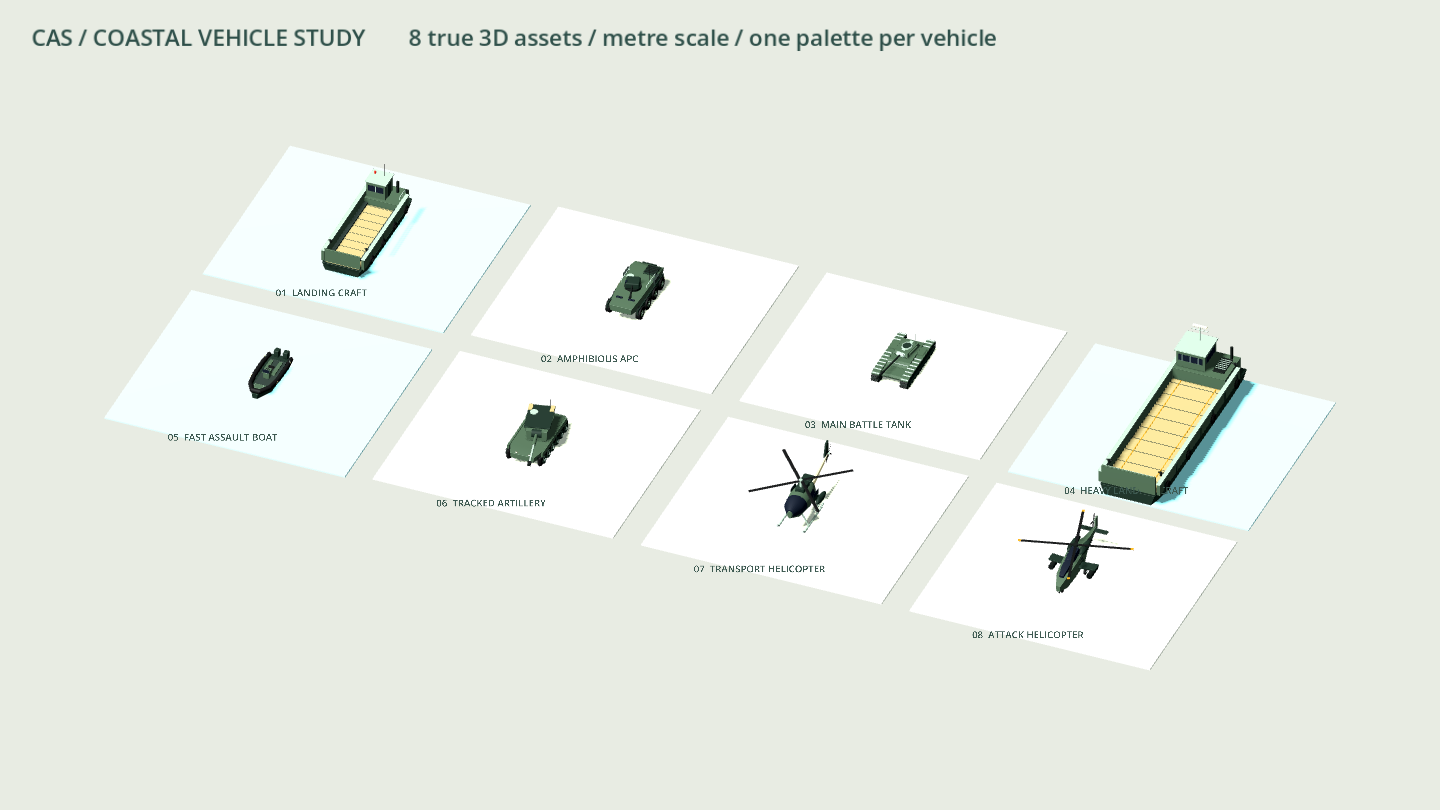 CAS / COASTAL VEHICLE STUDY 8 true 3D assets / metre scale / one palette per vehicle
01 LANDING CRAFT
02 AMPHIBIOUS APC
03 MAIN BATTLE TANK
04 HEAVY
05 FAST ASSAULT BOAT
06 TRACKED ARTILLERY
07 TRANSPORT HELICOPTER
08 ATTACK HELICOPTER